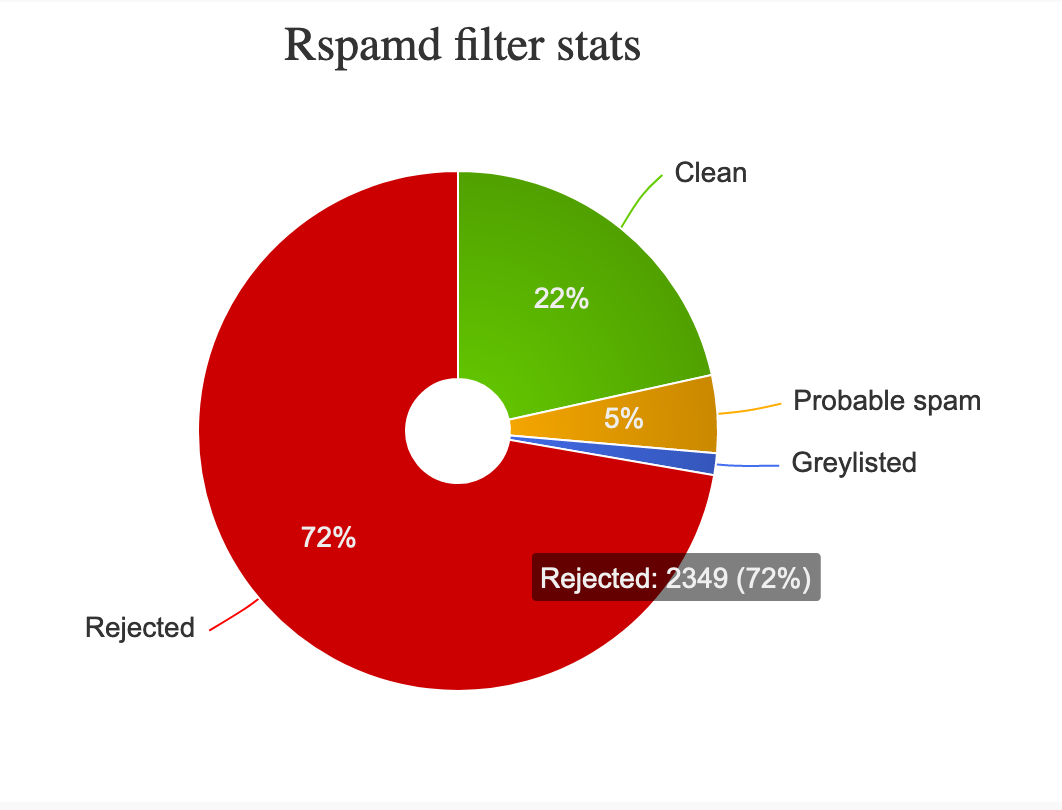 Rspamd filter stats
Clean
22%
Probable spam
5%
Greylisted
72%
Rejected: 2349 (72%)
Rejected